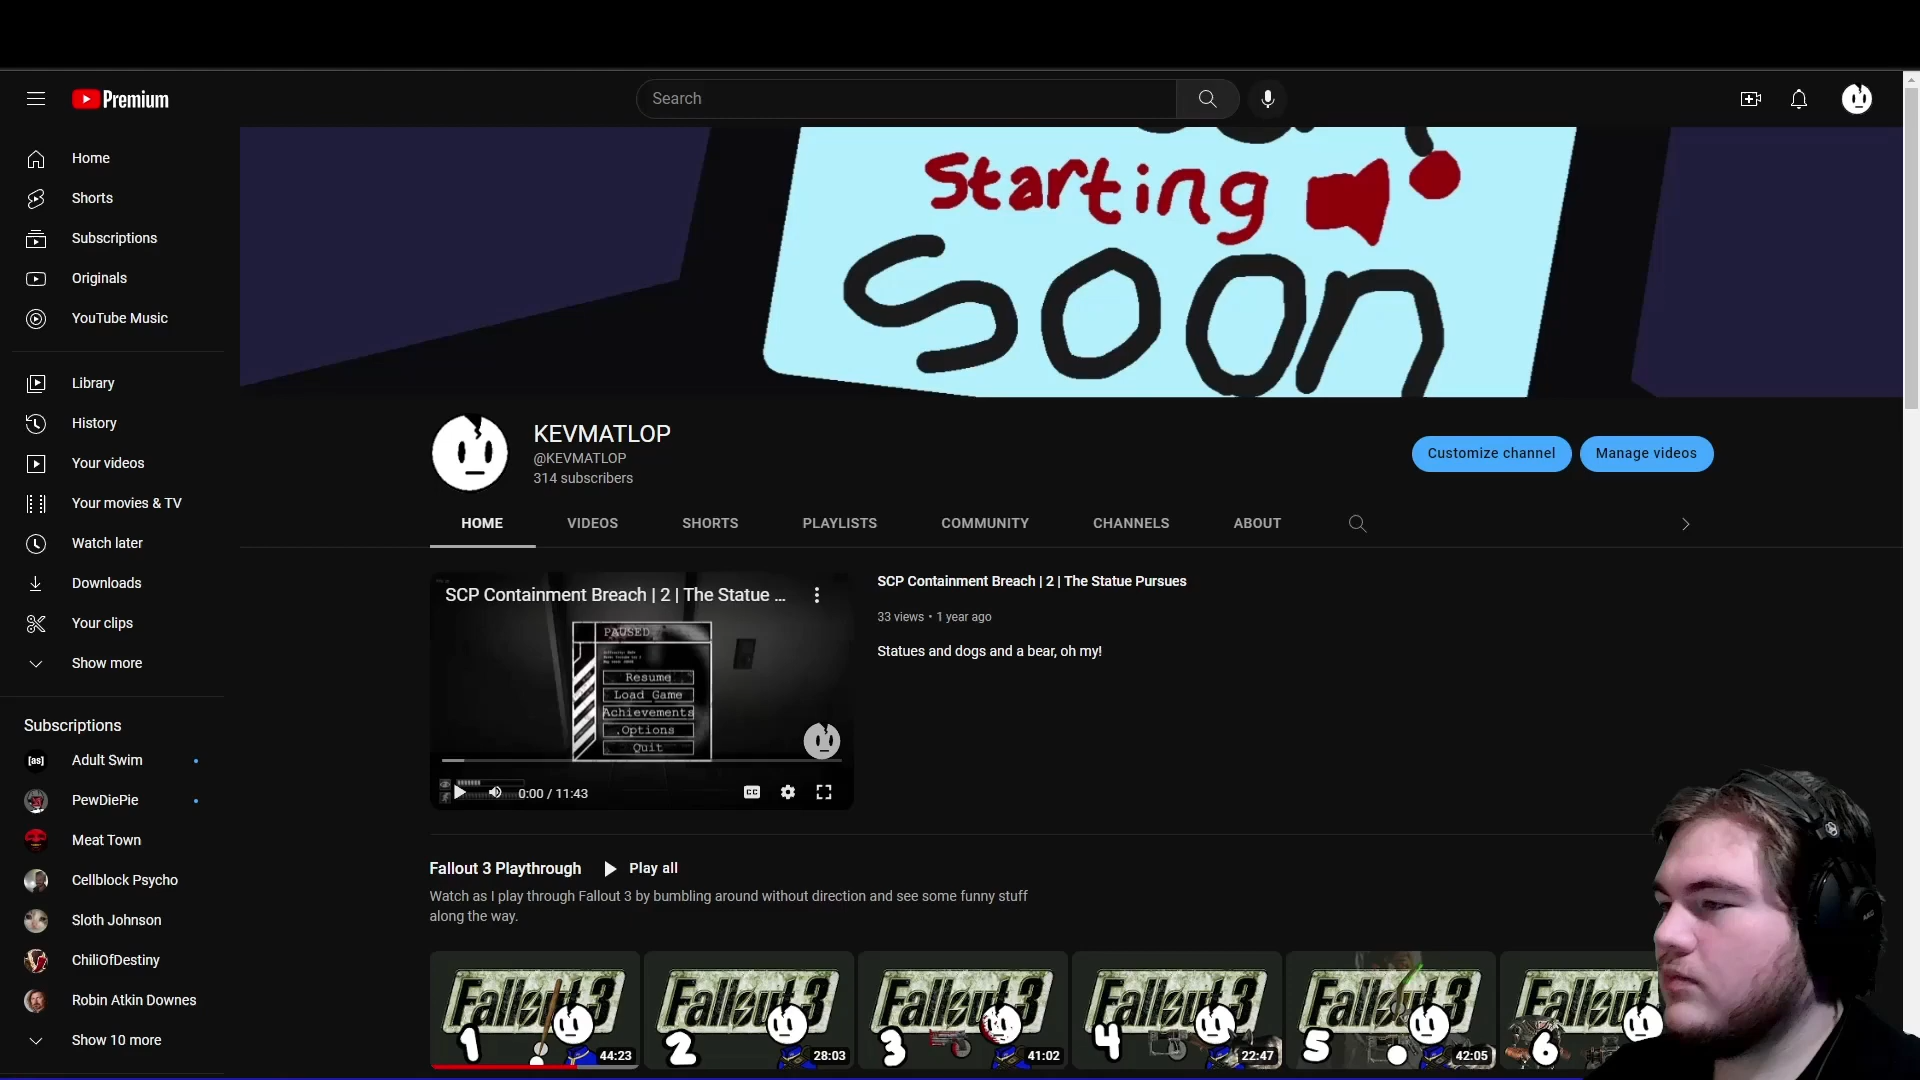 Premium
Search
Home
Shorts
Subscriptions
Originals
YouTube Music
Library
History
Your videos
Your movies & TV
Watch later
Downloads
Your clips
Show more
Subscriptions
[as] Adult Swim
PewDiePie
Meat Town
Cellblock Psycho
Sloth Johnson
ChiliOfDestiny
Robin Atkin Downes
Show 10 more
Starting
Soon
KEVMATLOP
@KEVMATLOP
314 subscribers
Customize channel
Manage videos
HOME VIDEOS SHORTS PLAYLISTS COMMUNITY CHANNELS ABOUT
SCP Containment Breach | 2 | The Statue ...
PAUSED
Resume
Load Game
Achievements
Options
Quit
0:00 / 11:43
CC
SCP Containment Breach | 2 | The Statue Pursues
33 views • 1 year ago
Statues and dogs and a bear, oh my!
Fallout 3 Playthrough Play all
Watch as I play through Fallout 3 by bumbling around without direction and see some funny stuff
along the way.
Fallout 3
1
44:23
Fallout 3
2
28:03
Fallout 3
3
41:02
Fallout 3
4
22:47
Fallout 3
5
42:05
Fallout
6
AKG